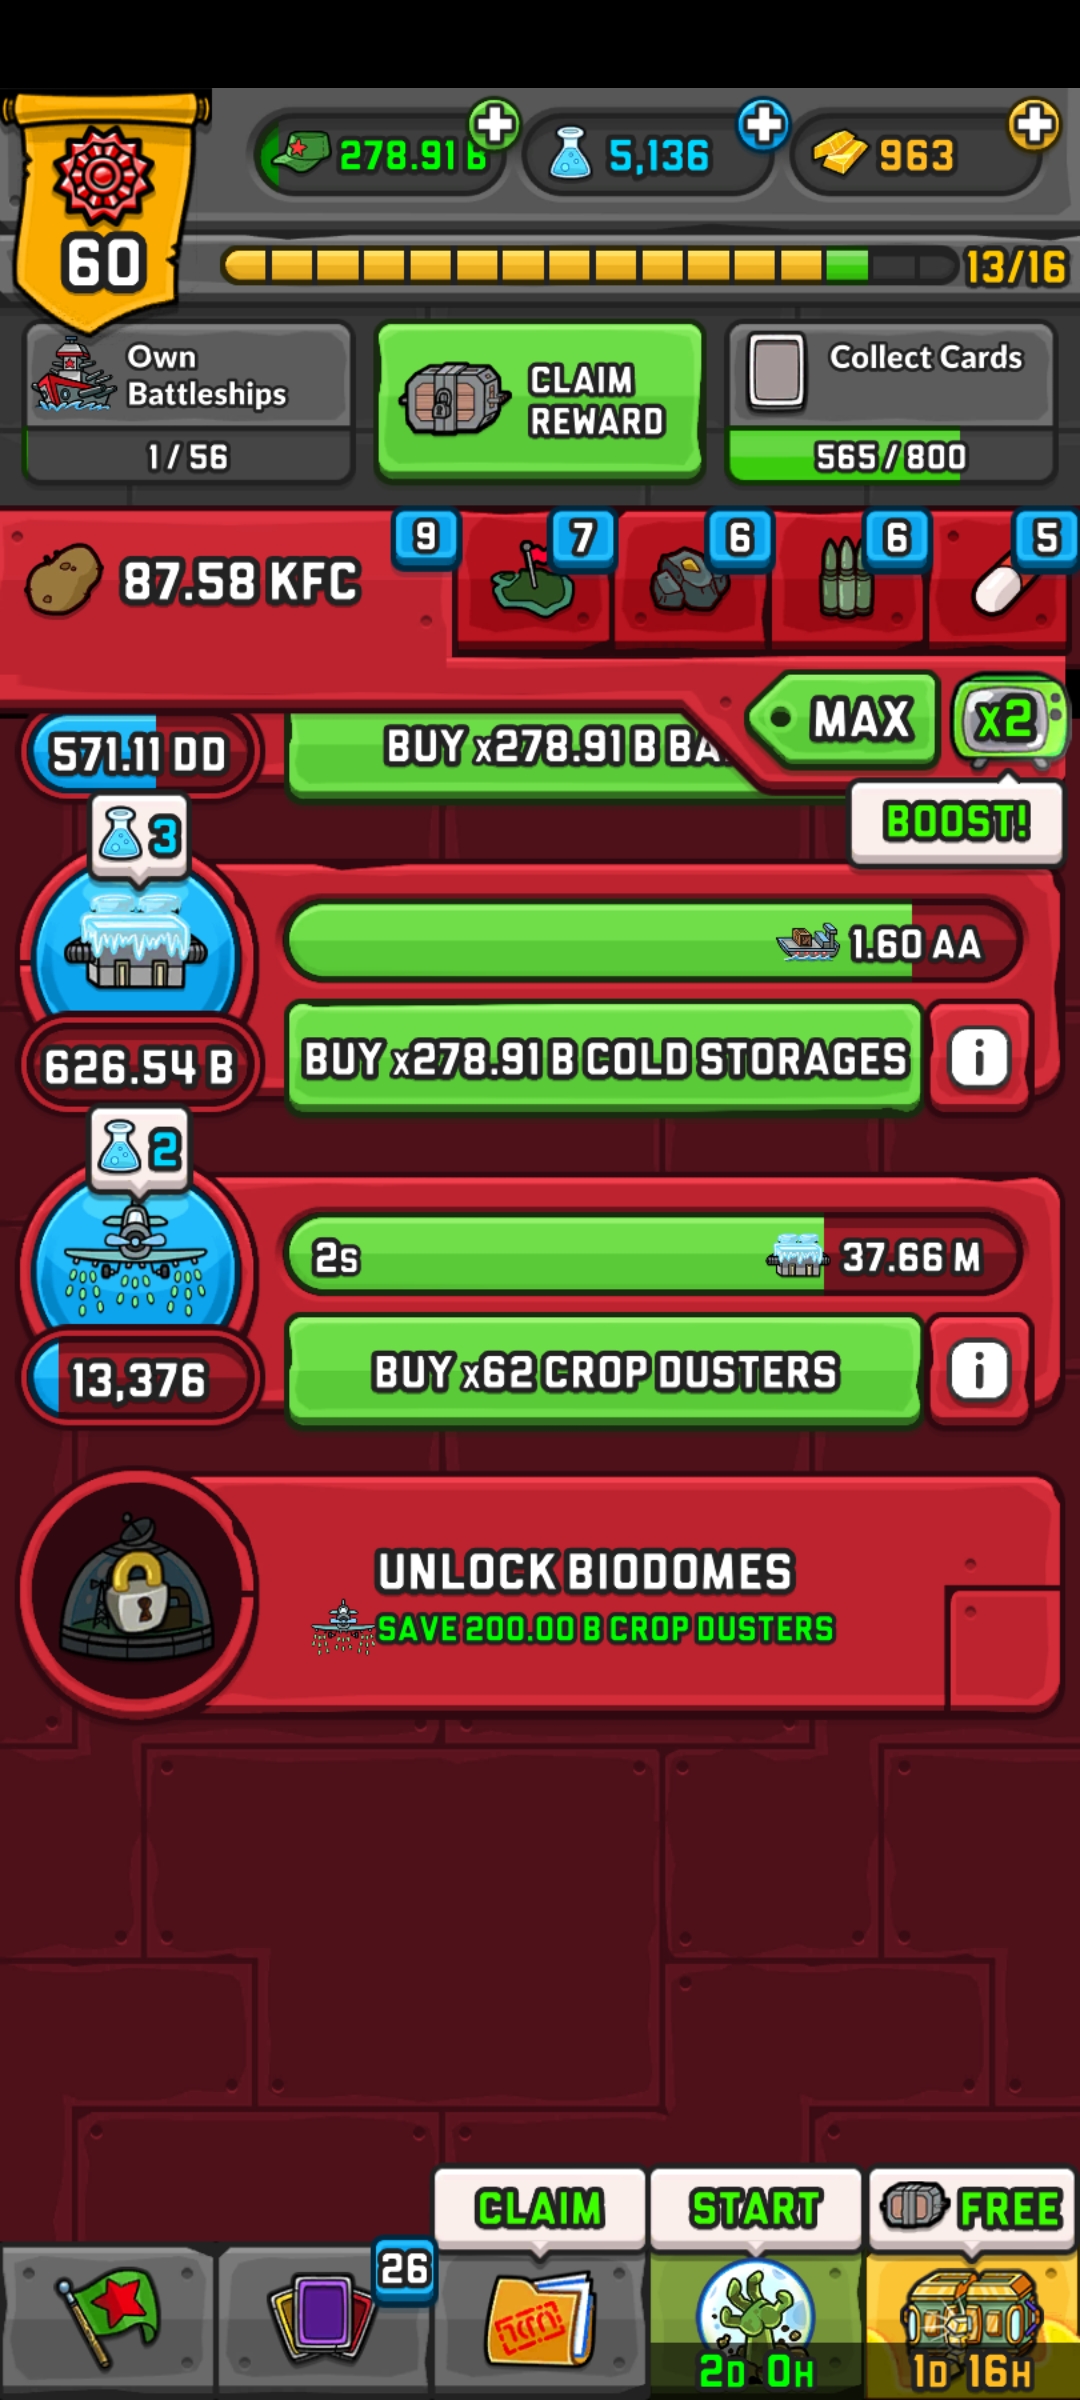 278.91 B
5,136
963
60
13/16
Own
Battleships
1/56
CLAIM
REWARD
Collect Cards
565/800
87.58 KFC
9
7
6
6
5
MAX
x2
BOOST!
571.11 DD
BUY x278.91 B BA
3
1.60 AA
626.54 B
BUY x278.91 B COLD STORAGES
i
2
2s
37.66 M
13,376
BUY x62 CROP DUSTERS
i
UNLOCK BIODOMES
SAVE 200.00 B CROP DUSTERS
CLAIM
START
FREE
26
2D 0H
1D 16H